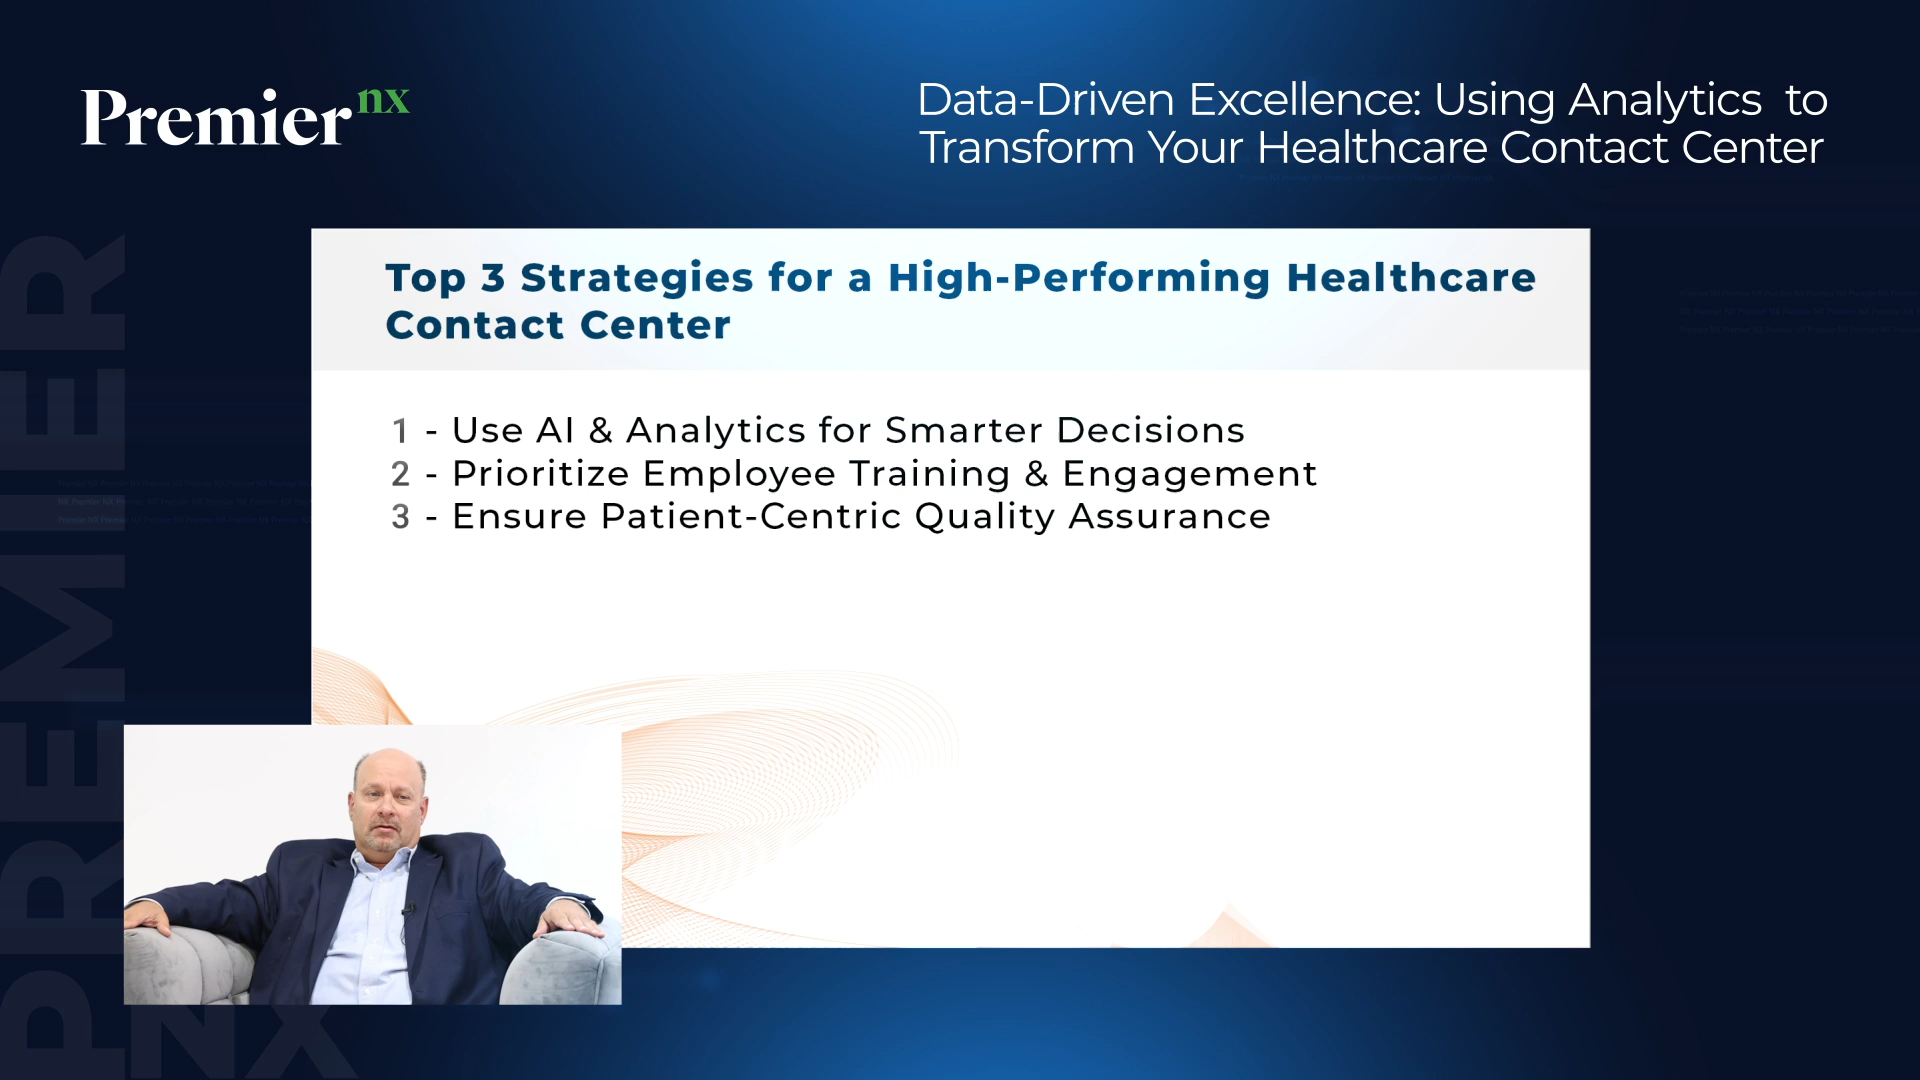 Premier nx
Data-Driven Excellence: Using Analytics to
Transform Your Healthcare Contact Center
Top 3 Strategies for a High-Performing Healthcare
Contact Center
1 - Use AI & Analytics for Smarter Decisions
2 - Prioritize Employee Training & Engagement
3 - Ensure Patient-Centric Quality Assurance
PREMIER
NX